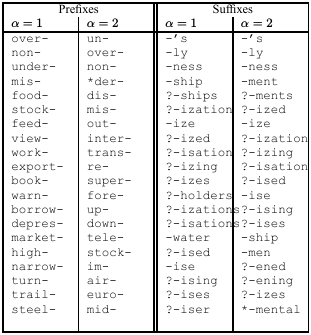 Prefixes Suffixes
α = 1 α = 2 α = 1 α = 2
over- un- -'s -'s
non- over- -ly -ly
under- non- -ness -ness
mis- *der- -ship -ment
food- dis- ?-ships ?-ments
stock- mis- ?-ization ?-ized
feed- out- -ize -ize
view- inter- ?-ized ?-ization
work- trans- ?-isation ?-izing
export- re- ?-izing ?-isation
book- super- ?-izes ?-ised
warn- fore- ?-holders -ise
borrow- up- ?-izations ?-ising
depres- down- ?-isations ?-ises
market- tele- -water -ship
high- stock- ?-ised -men
narrow- im- -ise ?-ened
turn- air- ?-ising ?-ening
trail- euro- ?-ises ?-izes
steel- mid- ?-iser *-mental